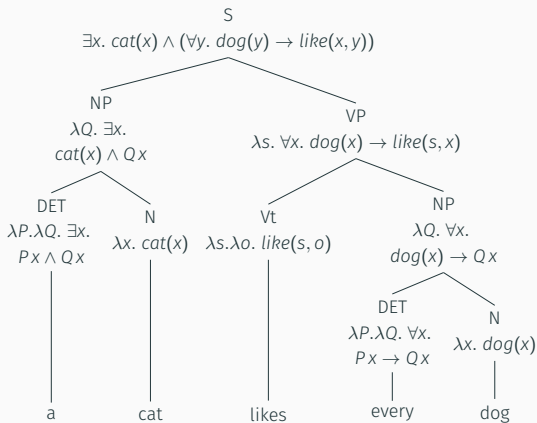 S
∃x. cat(x) ∧ (∀y. dog(y) → like(x, y))
NP
λQ. ∃x.
cat(x) ∧ Q x
VP
λs. ∀x. dog(x) → like(s, x)
DET
λP.λQ. ∃x.
P x ∧ Q x
N
λx. cat(x)
Vt
λs.λo. like(s, o)
NP
λQ. ∀x.
dog(x) → Q x
DET
λP.λQ. ∀x.
P x → Q x
N
λx. dog(x)
a cat likes every dog